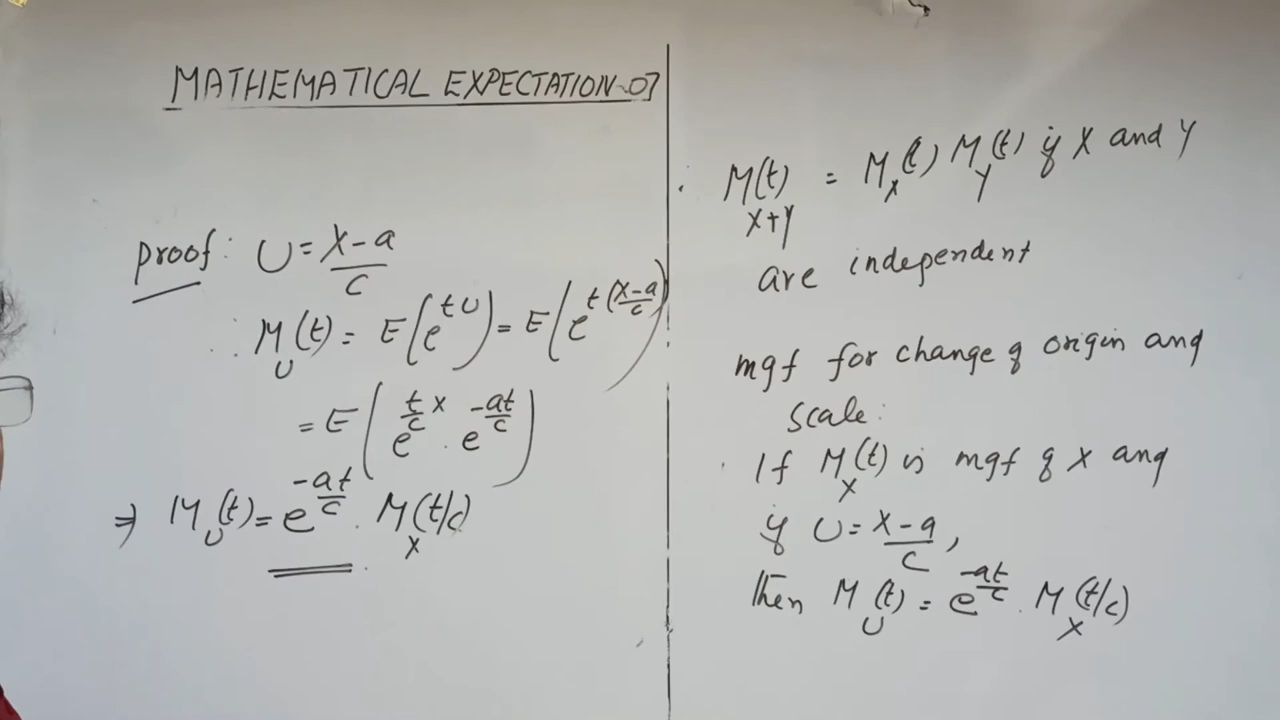 MATHEMATICAL EXPECTATION-07
proof: U = X-a/c
∴ M_U(t) = E(e^{tU}) = E(e^{t(X-a/c)})
= E(e^{t/c X} . e^{-at/c})
⇒ M_U(t) = e^{-at/c} . M_X(t/c)
. M_{X+Y}(t) = M_X(t) M_Y(t) if X and Y
are independent
mgf for change of origin and
scale:
. If M_X(t) is mgf of X and
if U = X-a/c,
then M_U(t) = e^{-at/c} . M_X(t/c)